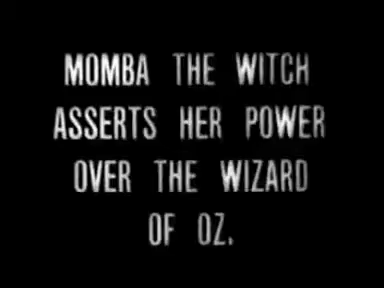 MOMBA THE WITCH
ASSERTS HER POWER
OVER THE WIZARD
OF OZ.